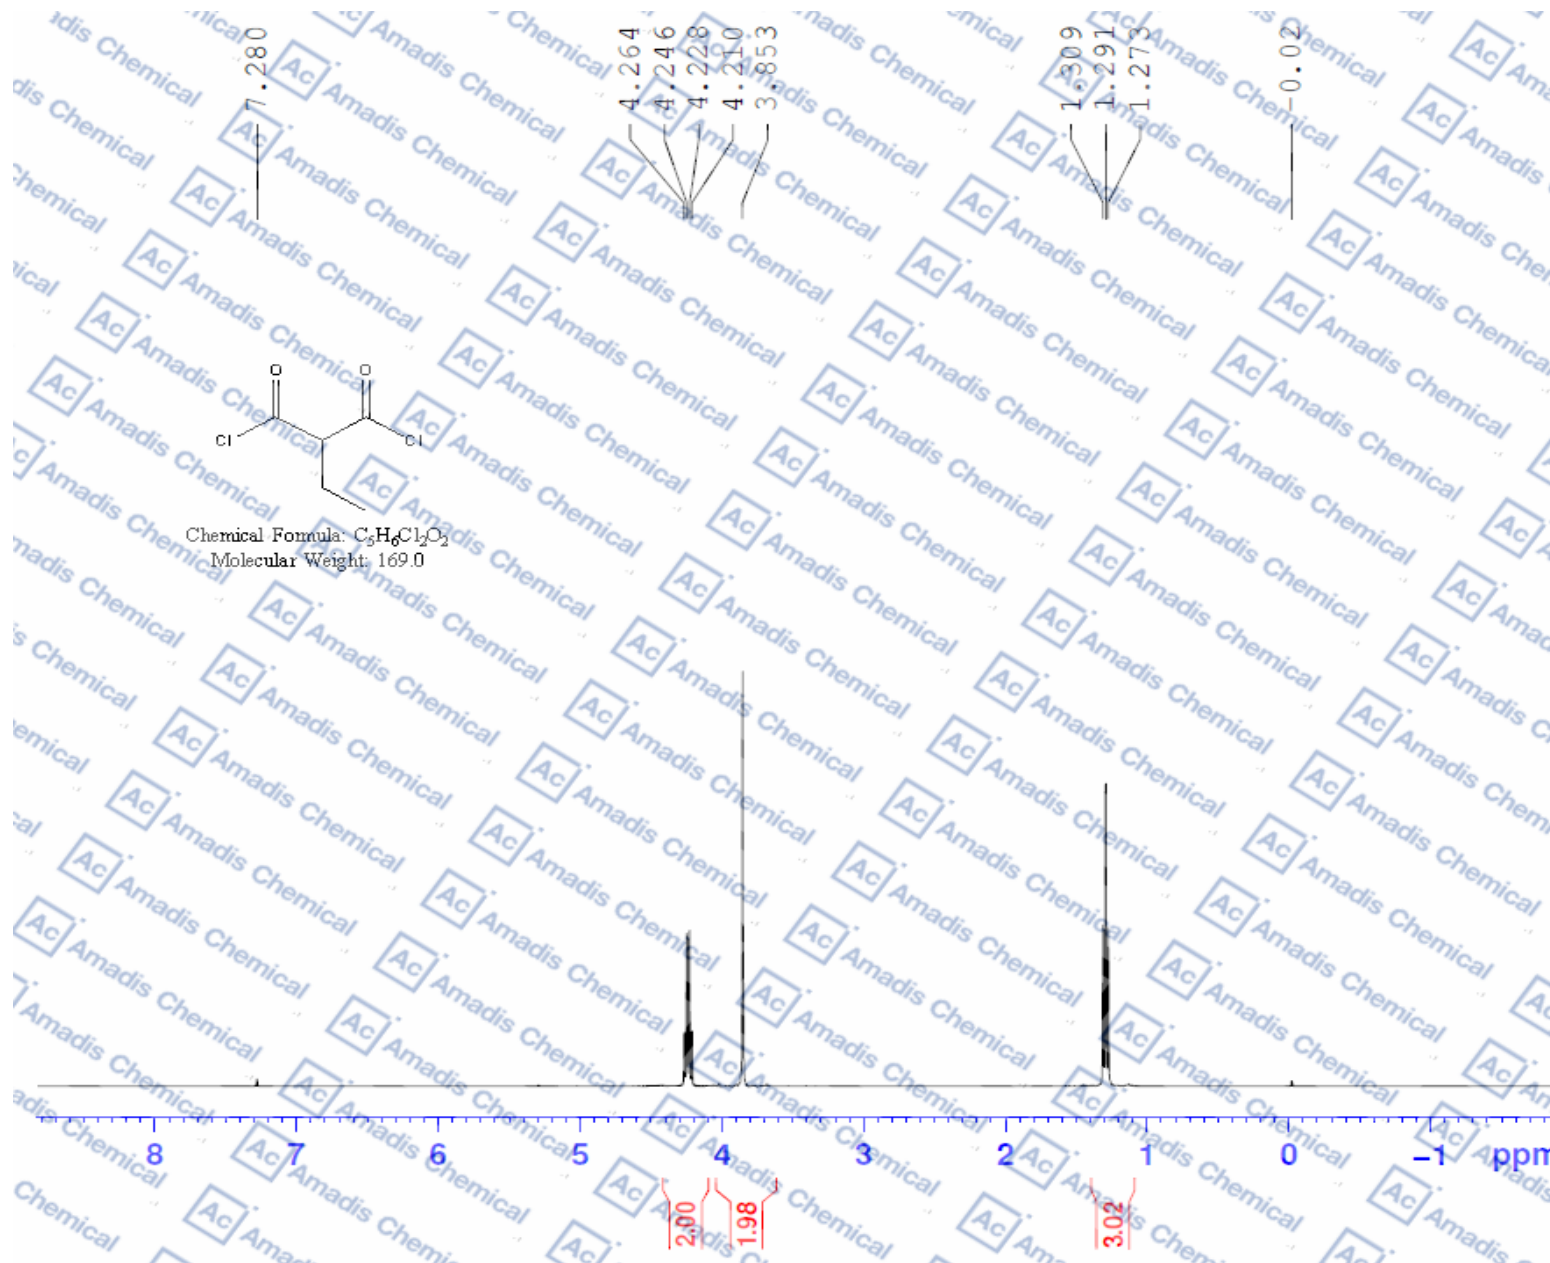 7.280
4.264
4.246
4.228
4.210
3.853
1.309
1.291
1.273
-0.02
O O
Cl Cl
Chemical Formula: C5H6Cl2O2
Molecular Weight: 169.0
8 7 6 5 4 3 2 1 0 -1 ppm
2.00
1.98
3.02
Ac Amadis Chemical